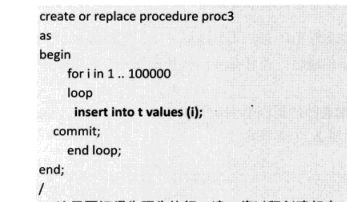 create or replace procedure proc3
as
begin
for i in 1 .. 100000
loop
insert into t values (i);
commit;
end loop;
end;
/